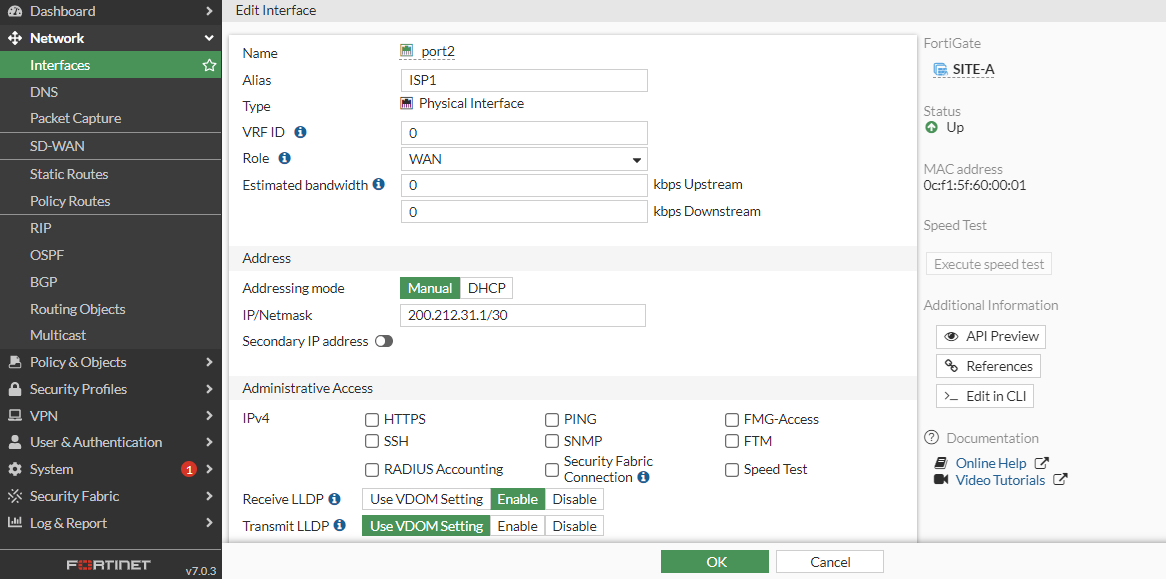 Dashboard
Network
Interfaces
DNS
Packet Capture
SD-WAN
Static Routes
Policy Routes
RIP
OSPF
BGP
Routing Objects
Multicast
Policy & Objects
Security Profiles
VPN
User & Authentication
System 1
Security Fabric
Log & Report
FORTINET
v7.0.3
Edit Interface
Name port2
Alias ISP1
Type Physical Interface
VRF ID 0
Role WAN
Estimated bandwidth 0 kbps Upstream
0 kbps Downstream
Address
Addressing mode Manual DHCP
IP/Netmask 200.212.31.1/30
Secondary IP address
Administrative Access
IPv4 HTTPS PING FMG-Access
SSH SNMP FTM
RADIUS Accounting Security Fabric Connection Speed Test
Receive LLDP Use VDOM Setting Enable Disable
Transmit LLDP Use VDOM Setting Enable Disable
OK Cancel
FortiGate
SITE-A
Status
Up
MAC address
0c:f1:5f:60:00:01
Speed Test
Execute speed test
Additional Information
API Preview
References
>_ Edit in CLI
Documentation
Online Help
Video Tutorials